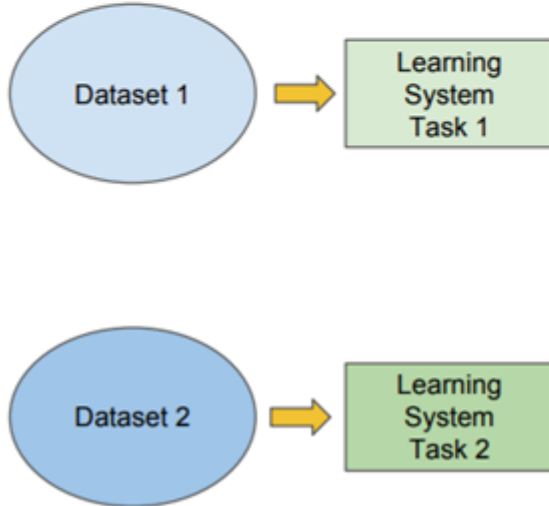 Dataset 1
Learning
System
Task 1
Dataset 2
Learning
System
Task 2